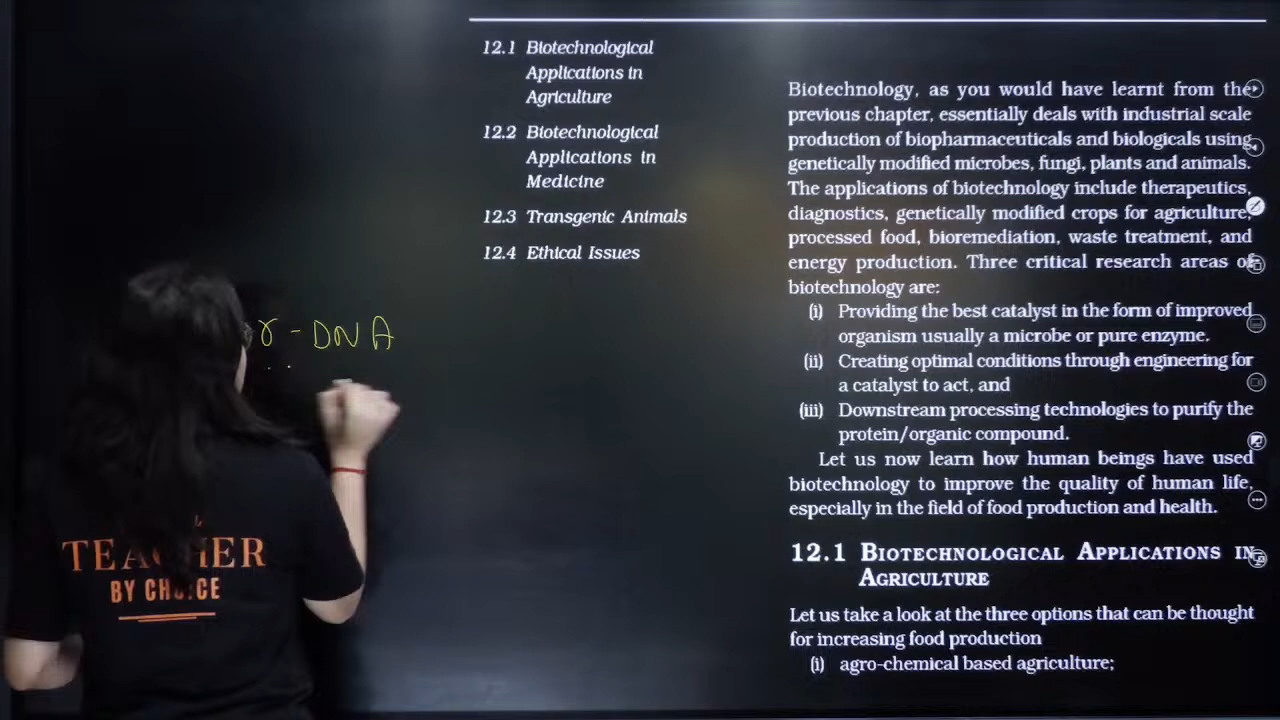 12.1 Biotechnological
Applications in
Agriculture
12.2 Biotechnological
Applications in
Medicine
12.3 Transgenic Animals
12.4 Ethical Issues
Biotechnology, as you would have learnt from the
previous chapter, essentially deals with industrial scale
production of biopharmaceuticals and biologicals using
genetically modified microbes, fungi, plants and animals.
The applications of biotechnology include therapeutics,
diagnostics, genetically modified crops for agriculture,
processed food, bioremediation, waste treatment, and
energy production. Three critical research areas of
biotechnology are:
(i) Providing the best catalyst in the form of improved
organism usually a microbe or pure enzyme.
(ii) Creating optimal conditions through engineering for
a catalyst to act, and
(iii) Downstream processing technologies to purify the
protein/organic compound.
Let us now learn how human beings have used
biotechnology to improve the quality of human life,
especially in the field of food production and health.
12.1 BIOTECHNOLOGICAL APPLICATIONS IN
AGRICULTURE
Let us take a look at the three options that can be thought
for increasing food production
(i) agro-chemical based agriculture;
r-DNA
TEACHER
BY CHOICE